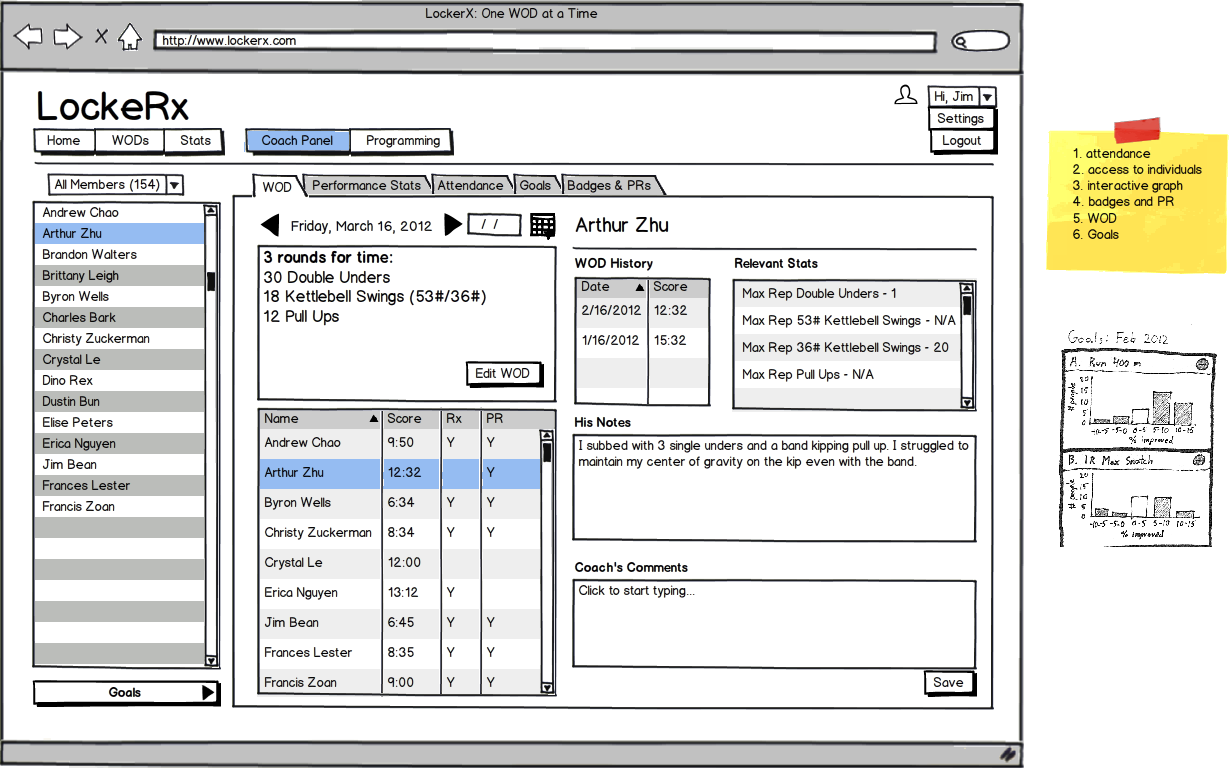 LockerX: One WOD at a Time
http://www.lockerx.com
LockeRx
Hi, Jim
Settings
Logout
Home WODs Stats Coach Panel Programming
All Members (154)
Andrew Chao
Arthur Zhu
Brandon Walters
Brittany Leigh
Byron Wells
Charles Bark
Christy Zuckerman
Crystal Le
Dino Rex
Dustin Bun
Elise Peters
Erica Nguyen
Jim Bean
Frances Lester
Francis Zoan
Goals
WOD Performance Stats Attendance Goals Badges & PRs
Friday, March 16, 2012 / /
3 rounds for time:
30 Double Unders
18 Kettlebell Swings (53#/36#)
12 Pull Ups
Edit WOD
Name Score Rx PR
Andrew Chao 9:50 Y Y
Arthur Zhu 12:32 Y
Byron Wells 6:34 Y Y
Christy Zuckerman 8:34 Y Y
Crystal Le 12:00
Erica Nguyen 13:12 Y
Jim Bean 6:45 Y Y
Frances Lester 8:35 Y Y
Francis Zoan 9:00 Y Y
Arthur Zhu
WOD History
Date Score
2/16/2012 12:32
1/16/2012 15:32
Relevant Stats
Max Rep Double Unders - 1
Max Rep 53# Kettlebell Swings - N/A
Max Rep 36# Kettlebell Swings - 20
Max Rep Pull Ups - N/A
His Notes
I subbed with 3 single unders and a band kipping pull up. I struggled to
maintain my center of gravity on the kip even with the band.
Coach's Comments
Click to start typing...
Save
1. attendance
2. access to individuals
3. interactive graph
4. badges and PR
5. WOD
6. Goals
Goals: Feb 2012
A. Run 400 m
# people
20
15
10
5
0
-10-5 -5-0 0-5 5-10 10-15
% improved
B. 1R Max Snatch
# people
20
15
10
5
0
-10-5 -5-0 0-5 5-10 10-15
% improved